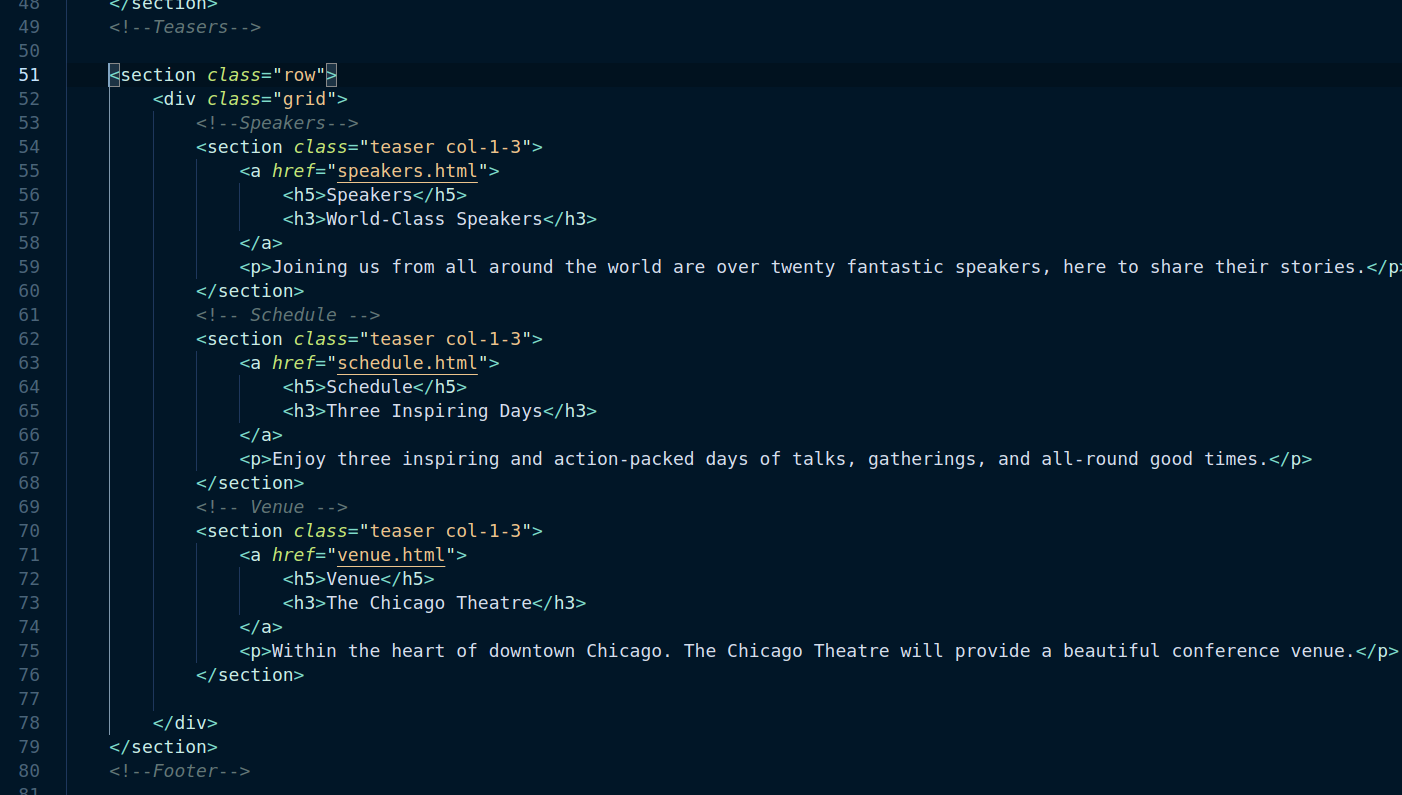 48 </section>
49 <!--Teasers-->
50
51 <section class="row">
52 <div class="grid">
53 <!--Speakers-->
54 <section class="teaser col-1-3">
55 <a href="speakers.html">
56 <h5>Speakers</h5>
57 <h3>World-Class Speakers</h3>
58 </a>
59 <p>Joining us from all around the world are over twenty fantastic speakers, here to share their stories.</p>
60 </section>
61 <!-- Schedule -->
62 <section class="teaser col-1-3">
63 <a href="schedule.html">
64 <h5>Schedule</h5>
65 <h3>Three Inspiring Days</h3>
66 </a>
67 <p>Enjoy three inspiring and action-packed days of talks, gatherings, and all-round good times.</p>
68 </section>
69 <!-- Venue -->
70 <section class="teaser col-1-3">
71 <a href="venue.html">
72 <h5>Venue</h5>
73 <h3>The Chicago Theatre</h3>
74 </a>
75 <p>Within the heart of downtown Chicago. The Chicago Theatre will provide a beautiful conference venue.</p>
76 </section>
77
78 </div>
79 </section>
80 <!--Footer-->
81